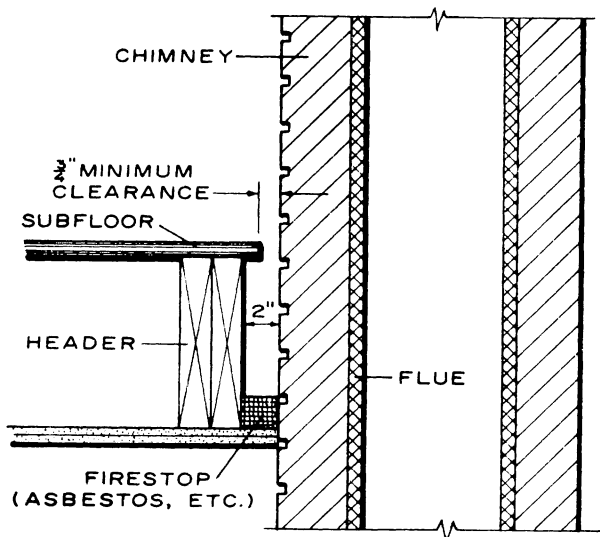 CHIMNEY
3/4" MINIMUM
CLEARANCE
SUBFLOOR
2"
HEADER
FLUE
FIRESTOP
(ASBESTOS, ETC.)